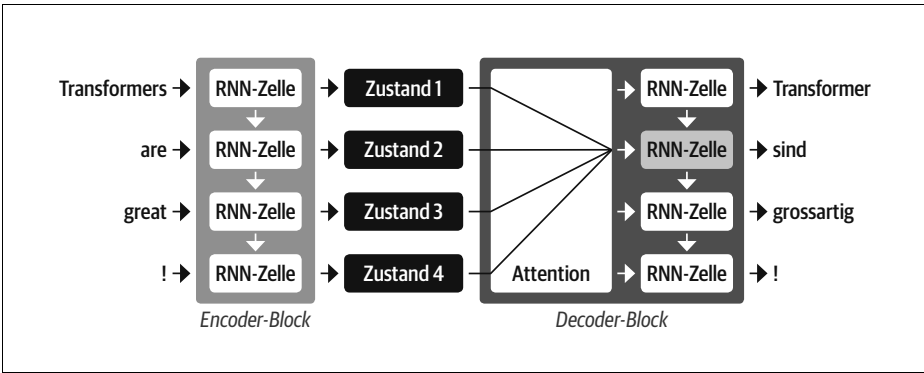 Transformers RNN-Zelle Zustand 1 RNN-Zelle Transformer
are RNN-Zelle Zustand 2 RNN-Zelle sind
great RNN-Zelle Zustand 3 RNN-Zelle grossartig
! RNN-Zelle Zustand 4 Attention RNN-Zelle !
Encoder-Block Decoder-Block